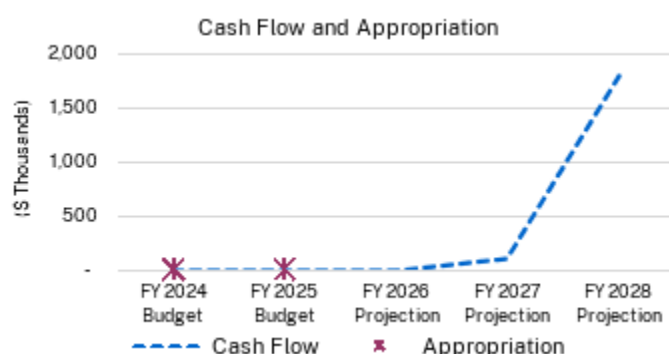 Cash Flow and Appropriation
($ Thousands)
2,000
1,500
1,000
500
-
FY 2024 FY 2025 FY 2026 FY 2027 FY 2028
Budget Budget Projection Projection Projection
Cash Flow Appropriation